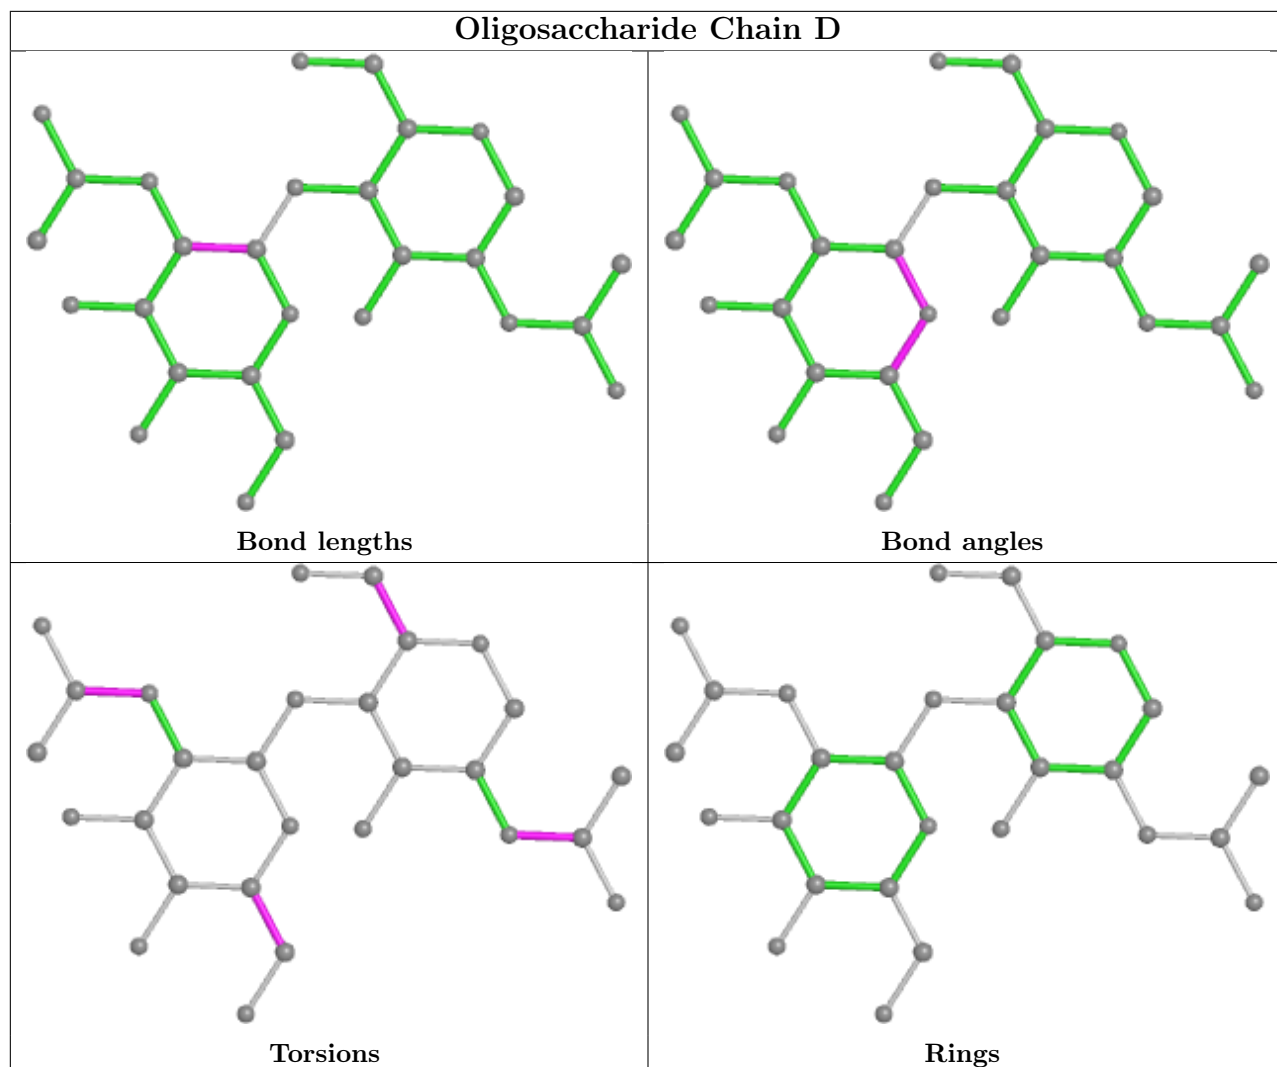 Oligosaccharide Chain D
Bond lengths
Bond angles
Torsions
Rings